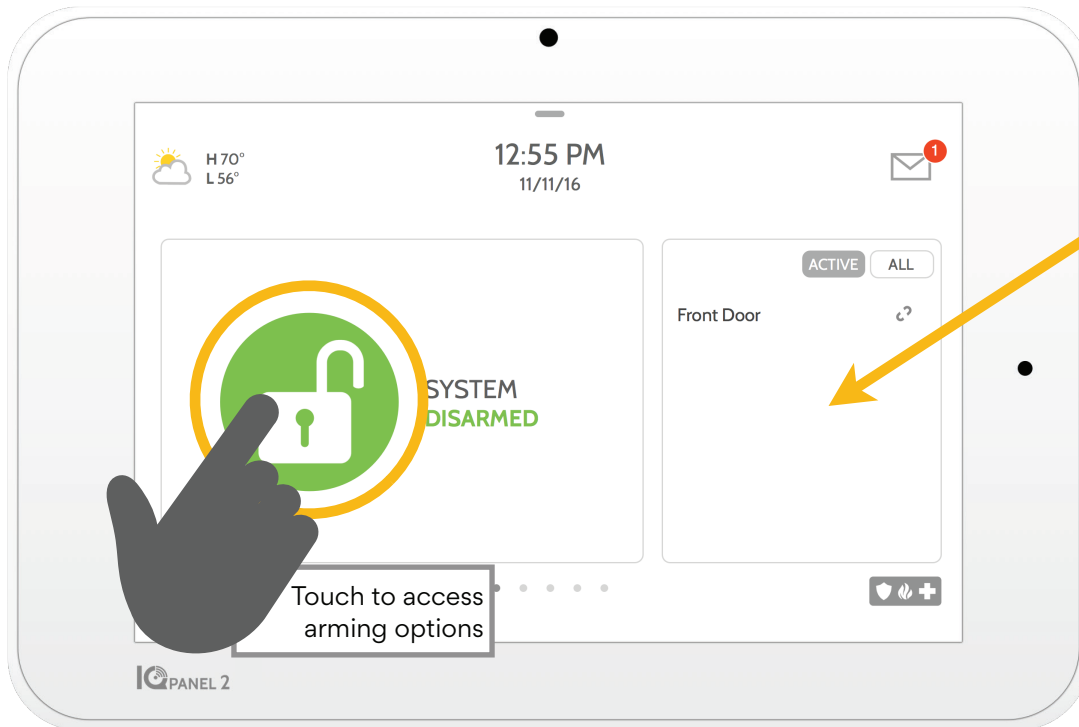 H 70°
L 56°
12:55 PM
11/11/16
1
ACTIVE
ALL
Front Door
SYSTEM
DISARMED
Touch to access
arming options
IQ PANEL 2